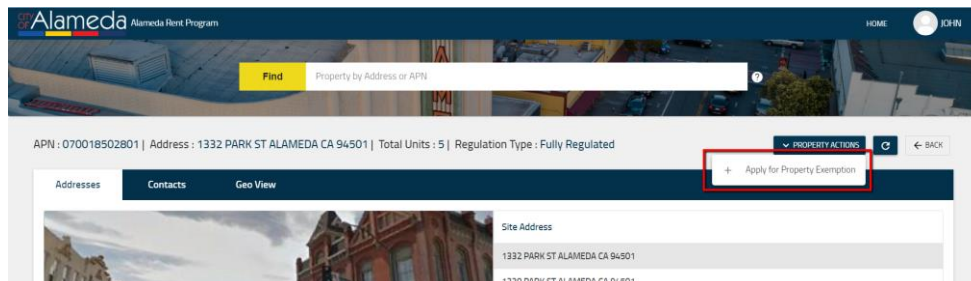 CITY OF Alameda Alameda Rent Program HOME JOHN
Find Property by Address or APN ?
APN : 070018502801 | Address : 1332 PARK ST ALAMEDA CA 94501 | Total Units : 5 | Regulation Type : Fully Regulated PROPERTY ACTIONS BACK
+ Apply for Property Exemption
Addresses Contacts Geo View
Site Address
1332 PARK ST ALAMEDA CA 94501